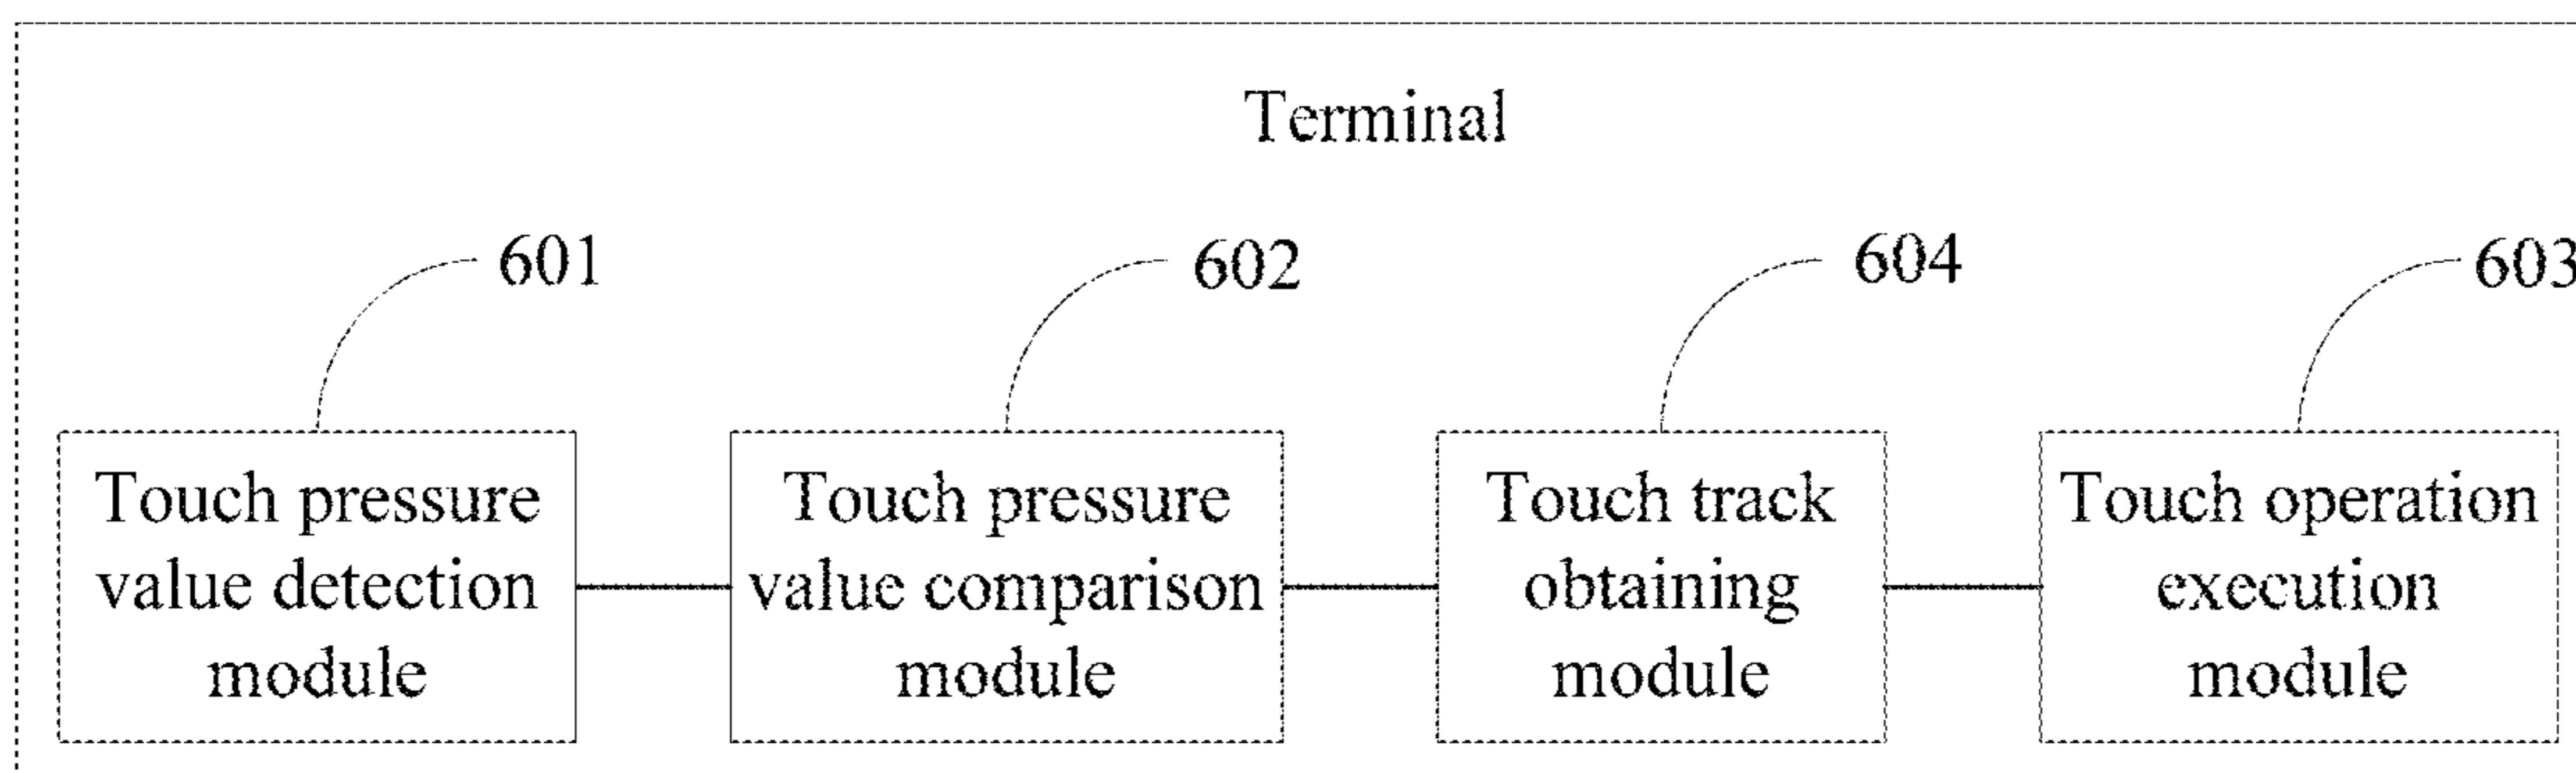 Terminal
601
602
604
603
Touch pressure
value detection
module
Touch pressure
value comparison
module
Touch track
obtaining
module
Touch operation
execution
module